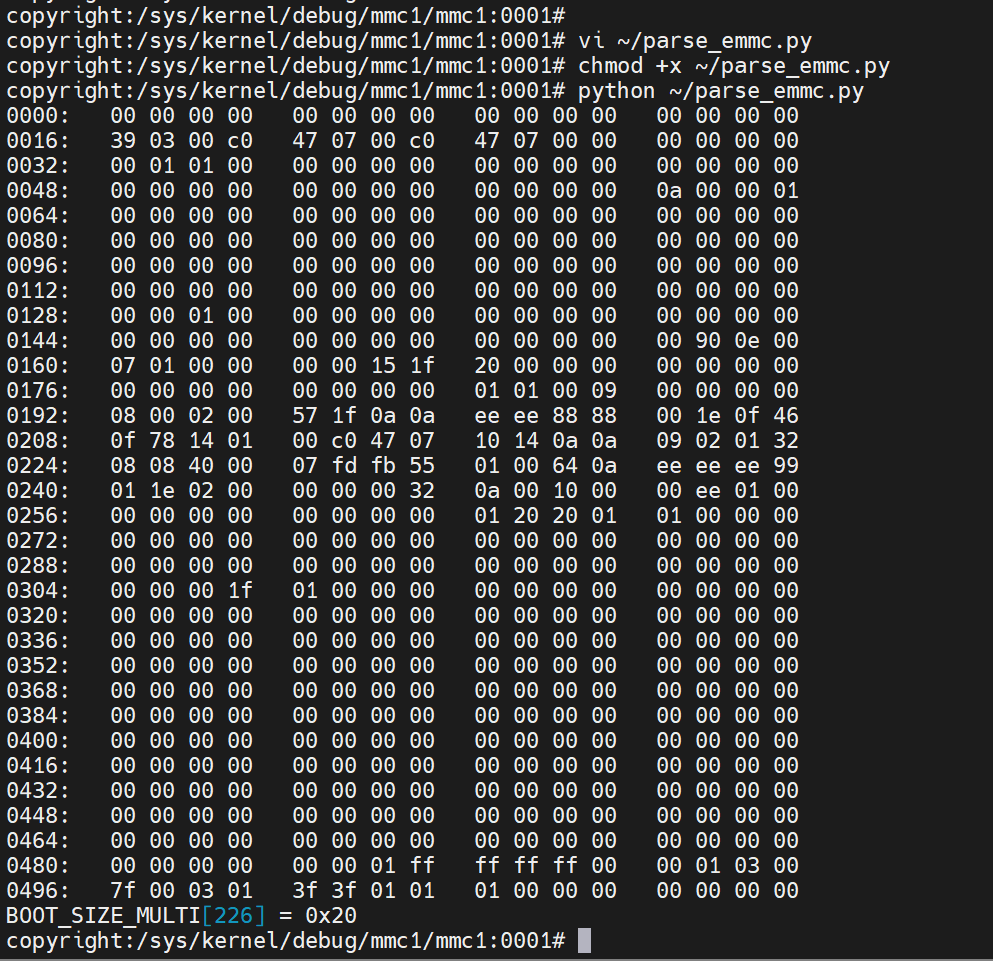 copyright:/sys/kernel/debug/mmc1/mmc1:0001#
copyright:/sys/kernel/debug/mmc1/mmc1:0001# vi ~/parse_emmc.py
copyright:/sys/kernel/debug/mmc1/mmc1:0001# chmod +x ~/parse_emmc.py
copyright:/sys/kernel/debug/mmc1/mmc1:0001# python ~/parse_emmc.py
0000:   00 00 00 00   00 00 00 00   00 00 00 00   00 00 00 00
0016:   39 03 00 c0   47 07 00 c0   47 07 00 00   00 00 00 00
0032:   00 01 01 00   00 00 00 00   00 00 00 00   00 00 00 00
0048:   00 00 00 00   00 00 00 00   00 00 00 00   0a 00 00 01
0064:   00 00 00 00   00 00 00 00   00 00 00 00   00 00 00 00
0080:   00 00 00 00   00 00 00 00   00 00 00 00   00 00 00 00
0096:   00 00 00 00   00 00 00 00   00 00 00 00   00 00 00 00
0112:   00 00 00 00   00 00 00 00   00 00 00 00   00 00 00 00
0128:   00 00 01 00   00 00 00 00   00 00 00 00   00 00 00 00
0144:   00 00 00 00   00 00 00 00   00 00 00 00   00 90 0e 00
0160:   07 01 00 00   00 00 15 1f   20 00 00 00   00 00 00 00
0176:   00 00 00 00   00 00 00 00   01 01 00 09   00 00 00 00
0192:   08 00 02 00   57 1f 0a 0a   ee ee 88 88   00 1e 0f 46
0208:   0f 78 14 01   00 c0 47 07   10 14 0a 0a   09 02 01 32
0224:   08 08 40 00   07 fd fb 55   01 00 64 0a   ee ee ee 99
0240:   01 1e 02 00   00 00 00 32   0a 00 10 00   00 ee 01 00
0256:   00 00 00 00   00 00 00 00   01 20 20 01   01 00 00 00
0272:   00 00 00 00   00 00 00 00   00 00 00 00   00 00 00 00
0288:   00 00 00 00   00 00 00 00   00 00 00 00   00 00 00 00
0304:   00 00 00 1f   01 00 00 00   00 00 00 00   00 00 00 00
0320:   00 00 00 00   00 00 00 00   00 00 00 00   00 00 00 00
0336:   00 00 00 00   00 00 00 00   00 00 00 00   00 00 00 00
0352:   00 00 00 00   00 00 00 00   00 00 00 00   00 00 00 00
0368:   00 00 00 00   00 00 00 00   00 00 00 00   00 00 00 00
0384:   00 00 00 00   00 00 00 00   00 00 00 00   00 00 00 00
0400:   00 00 00 00   00 00 00 00   00 00 00 00   00 00 00 00
0416:   00 00 00 00   00 00 00 00   00 00 00 00   00 00 00 00
0432:   00 00 00 00   00 00 00 00   00 00 00 00   00 00 00 00
0448:   00 00 00 00   00 00 00 00   00 00 00 00   00 00 00 00
0464:   00 00 00 00   00 00 00 00   00 00 00 00   00 00 00 00
0480:   00 00 00 00   00 00 01 ff   ff ff ff 00   00 01 03 00
0496:   7f 00 03 01   3f 3f 01 01   01 00 00 00   00 00 00 00
BOOT_SIZE_MULTI[226] = 0x20
copyright:/sys/kernel/debug/mmc1/mmc1:0001#